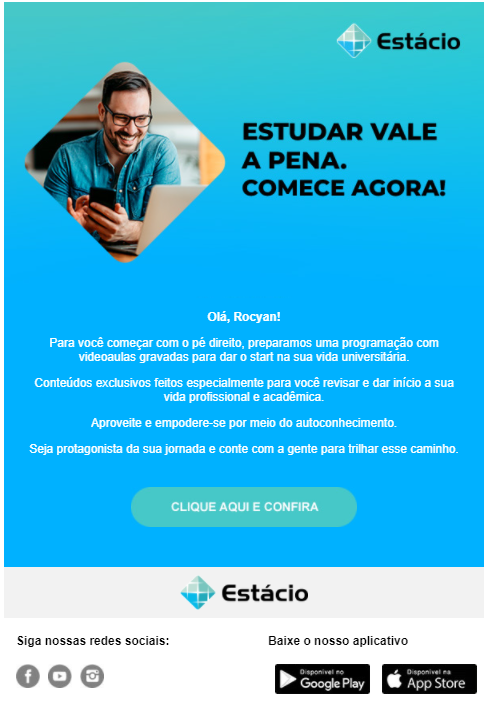 Estácio
ESTUDAR VALE
A PENA.
COMECE AGORA!
Olá, Rocyan!
Para você começar com o pé direito, preparamos uma programação com
videoaulas gravadas para dar o start na sua vida universitária.
Conteúdos exclusivos feitos especialmente para você revisar e dar início a sua
vida profissional e acadêmica.
Aproveite e empodere-se por meio do autoconhecimento.
Seja protagonista da sua jornada e conte com a gente para trilhar esse caminho.
CLIQUE AQUI E CONFIRA
Estácio
Siga nossas redes sociais:
Baixe o nosso aplicativo
Disponível no
Google Play
Disponível no
App Store